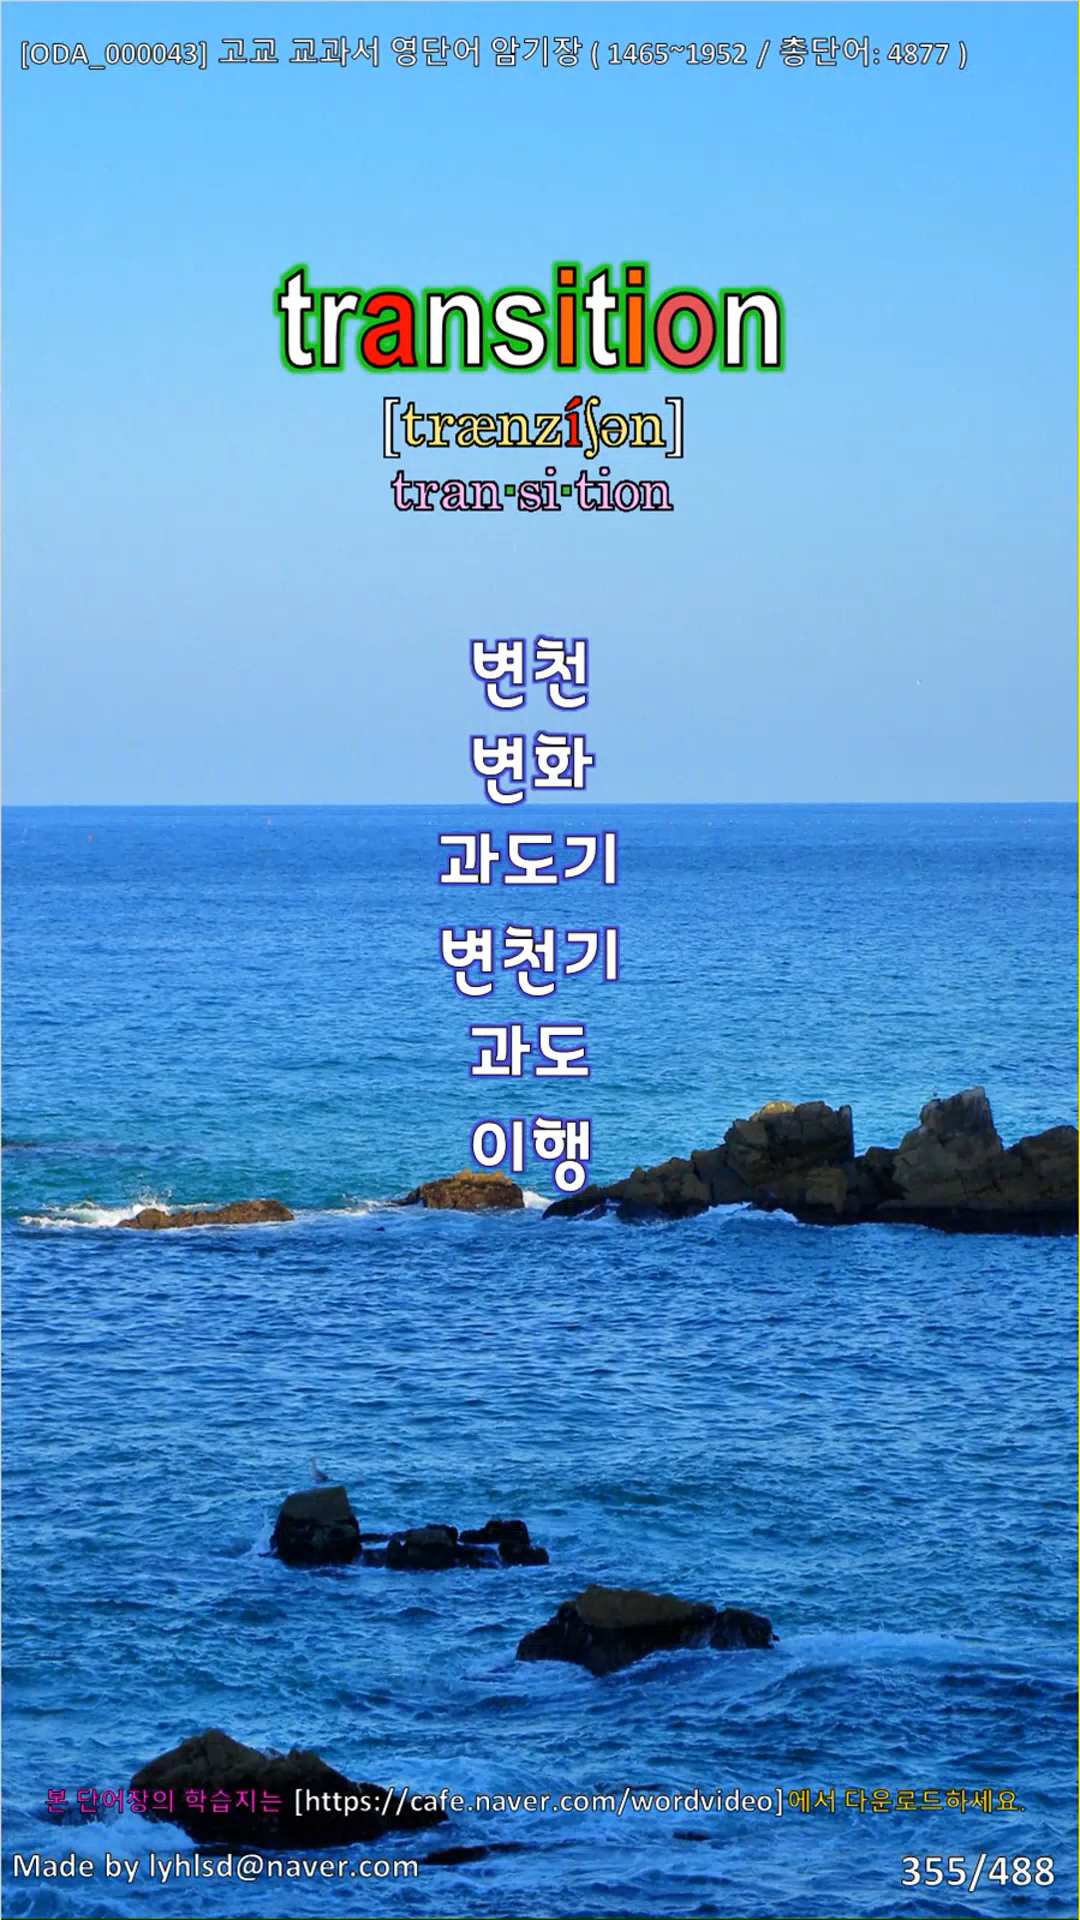 [ODA_000043] 고교 교과서 영단어 암기장 ( 1465~1952 / 총단어: 4877 )
transition
[trænzíʃən]
tran·si·tion
변천
변화
과도기
변천기
과도
이행
본 단어장의 학습지는 [https://cafe.naver.com/wordvideo]에서 다운로드하세요.
Made by lyhlsd@naver.com
355/488